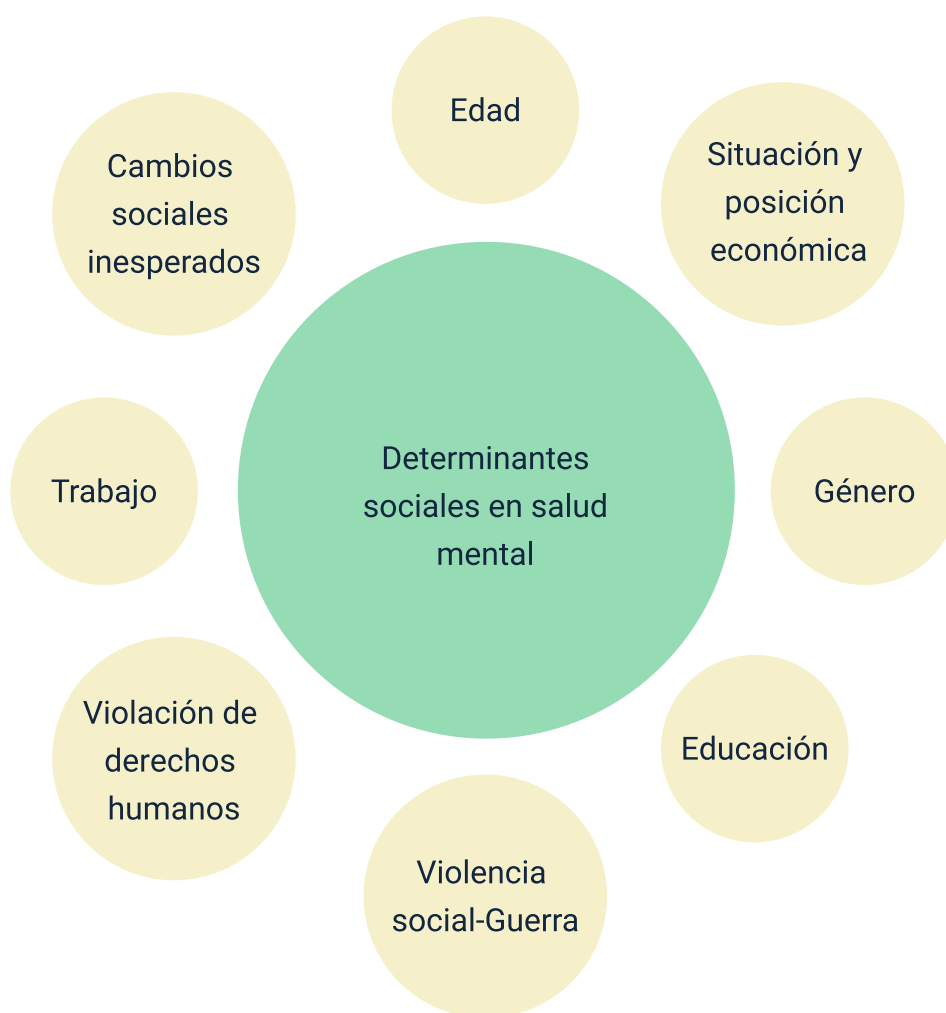 Edad
Situación y
posición
económica
Género
Educación
Violencia
social-Guerra
Violación de
derechos
humanos
Trabajo
Cambios
sociales
inesperados
Determinantes
sociales en salud
mental